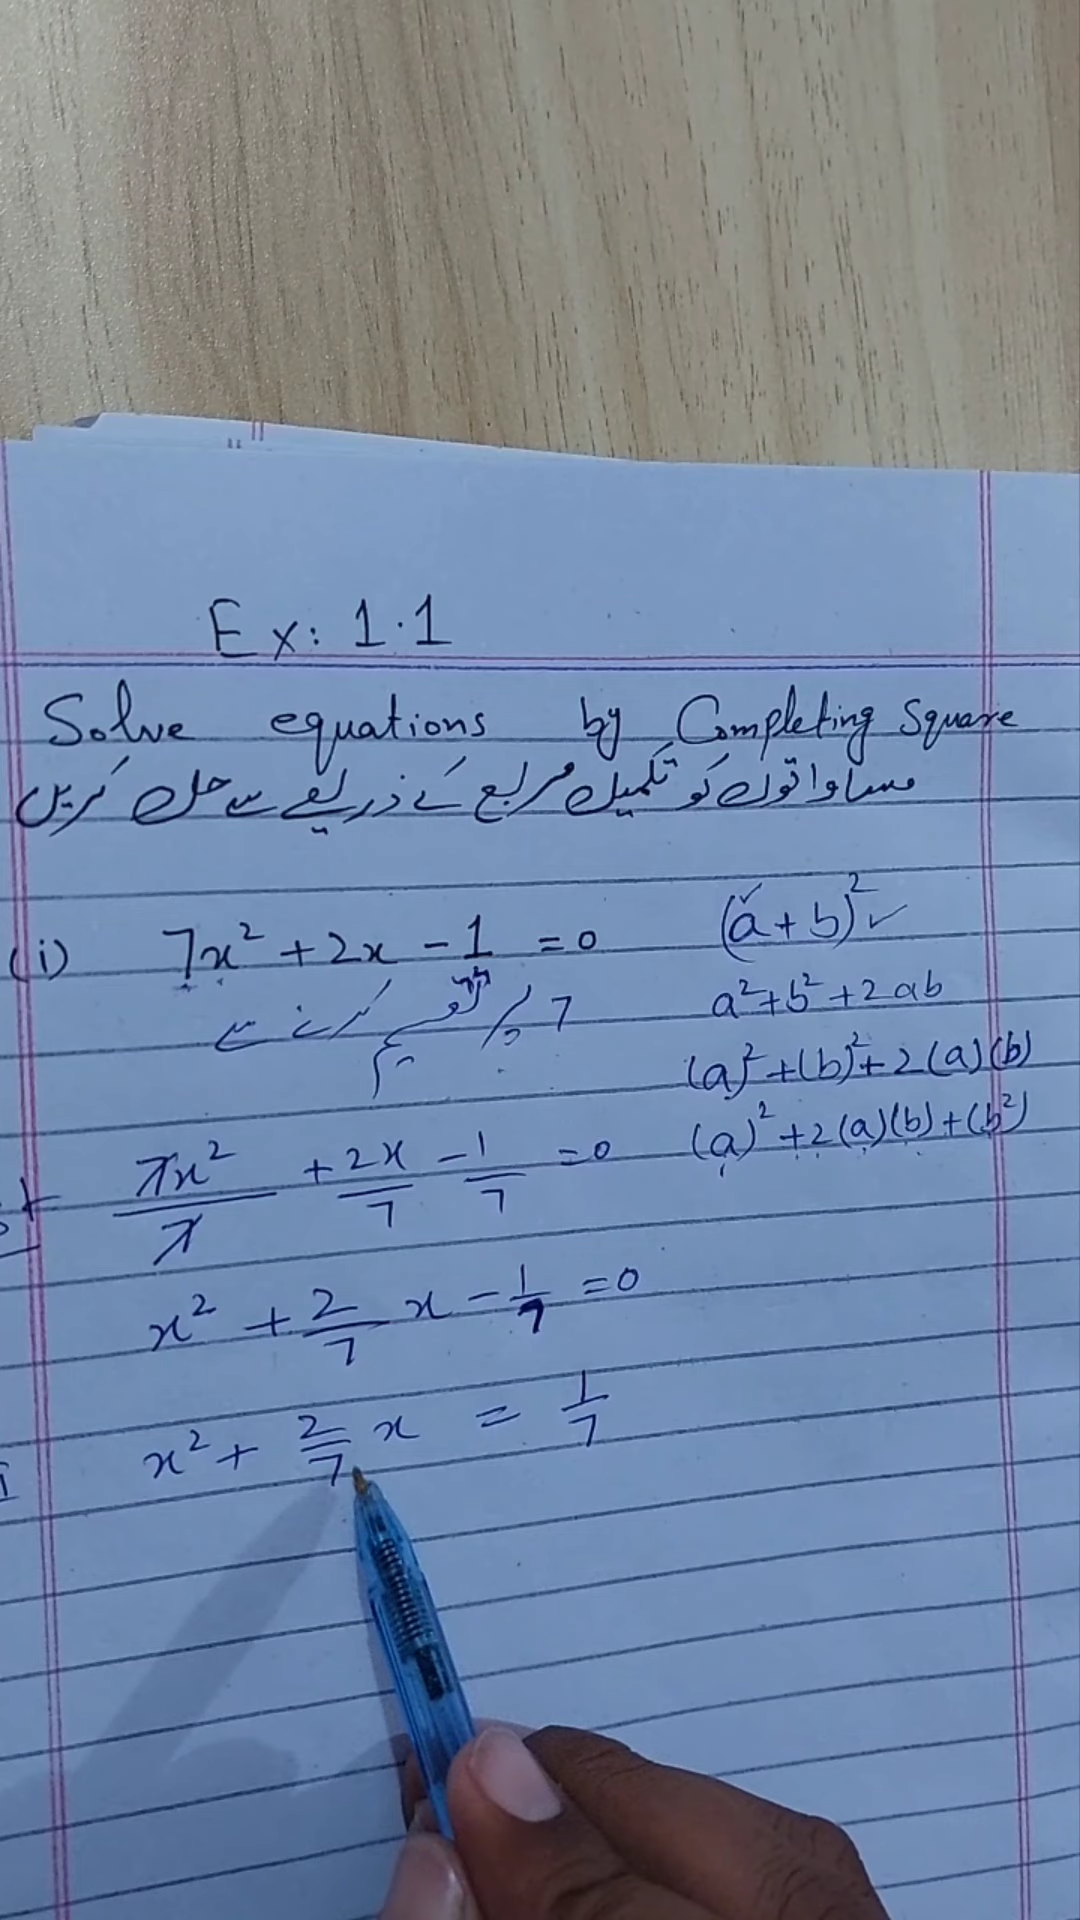 Ex: 1.1
Solve equations by Completing Square
مساواتوں کو تکمیل مربع کے ذریعے سے حل کریں
(i) 7x² + 2x - 1 = 0
(a + b)²
7 پر تقسیم کرنے سے
a² + b² + 2ab
(a)² + (b)² + 2(a)(b)
7x²/7 + 2x/7 - 1/7 = 0
(a)² + 2(a)(b) + (b²)
x² + 2/7 x - 1/7 = 0
x² + 2/7 x = 1/7